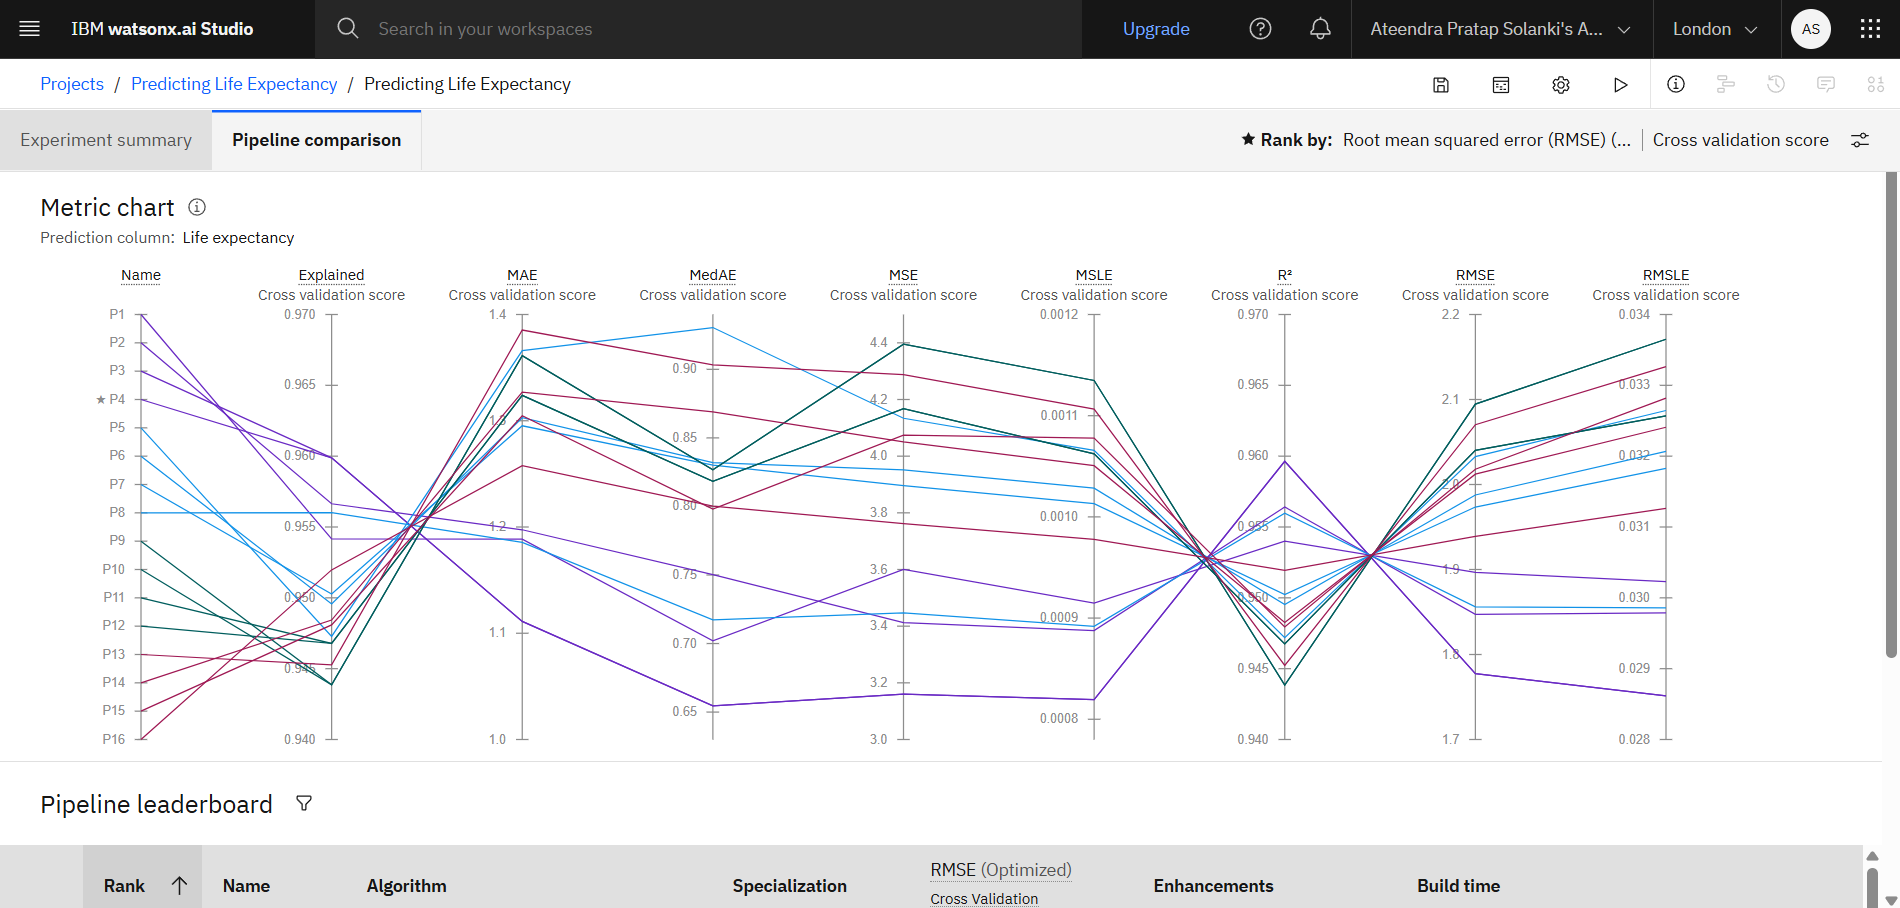 IBM watsonx.ai Studio
Search in your workspaces
Upgrade
Ateendra Pratap Solanki's A...
London
AS
Projects / Predicting Life Expectancy / Predicting Life Expectancy
Experiment summary
Pipeline comparison
★ Rank by: Root mean squared error (RMSE) (... | Cross validation score
Metric chart
Prediction column: Life expectancy
Name
Explained
Cross validation score
MAE
Cross validation score
MedAE
Cross validation score
MSE
Cross validation score
MSLE
Cross validation score
R²
Cross validation score
RMSE
Cross validation score
RMSLE
Cross validation score
P1
P2
P3
★ P4
P5
P6
P7
P8
P9
P10
P11
P12
P13
P14
P15
P16
0.970
0.965
0.960
0.955
0.950
0.945
0.940
1.4
1.3
1.2
1.1
1.0
0.90
0.85
0.80
0.75
0.70
0.65
4.4
4.2
4.0
3.8
3.6
3.4
3.2
3.0
0.0012
0.0011
0.0010
0.0009
0.0008
0.970
0.965
0.960
0.955
0.950
0.945
0.940
2.2
2.1
2.0
1.9
1.8
1.7
0.034
0.033
0.032
0.031
0.030
0.029
0.028
Pipeline leaderboard
Rank
Name
Algorithm
Specialization
RMSE (Optimized)
Cross Validation
Enhancements
Build time